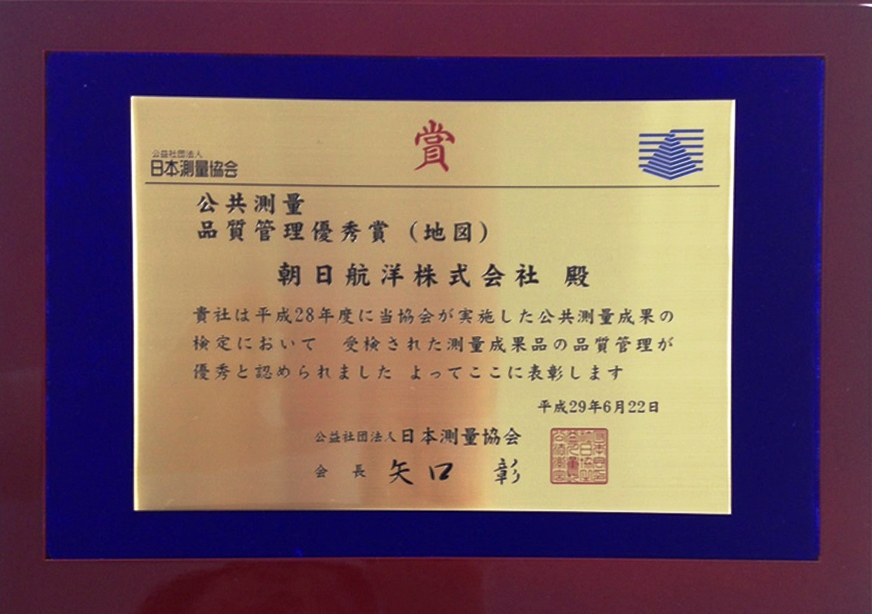 賞
公益社団法人
日本測量協会
公共測量
品質管理優秀賞（地図）
朝日航洋株式会社 殿
貴社は平成28年度に当協会が実施した公共測量成果の
検定において 受検された測量成果品の品質管理が
優秀と認められました よってここに表彰します
平成29年6月22日
公益社団法人日本測量協会
会長 矢口 彰